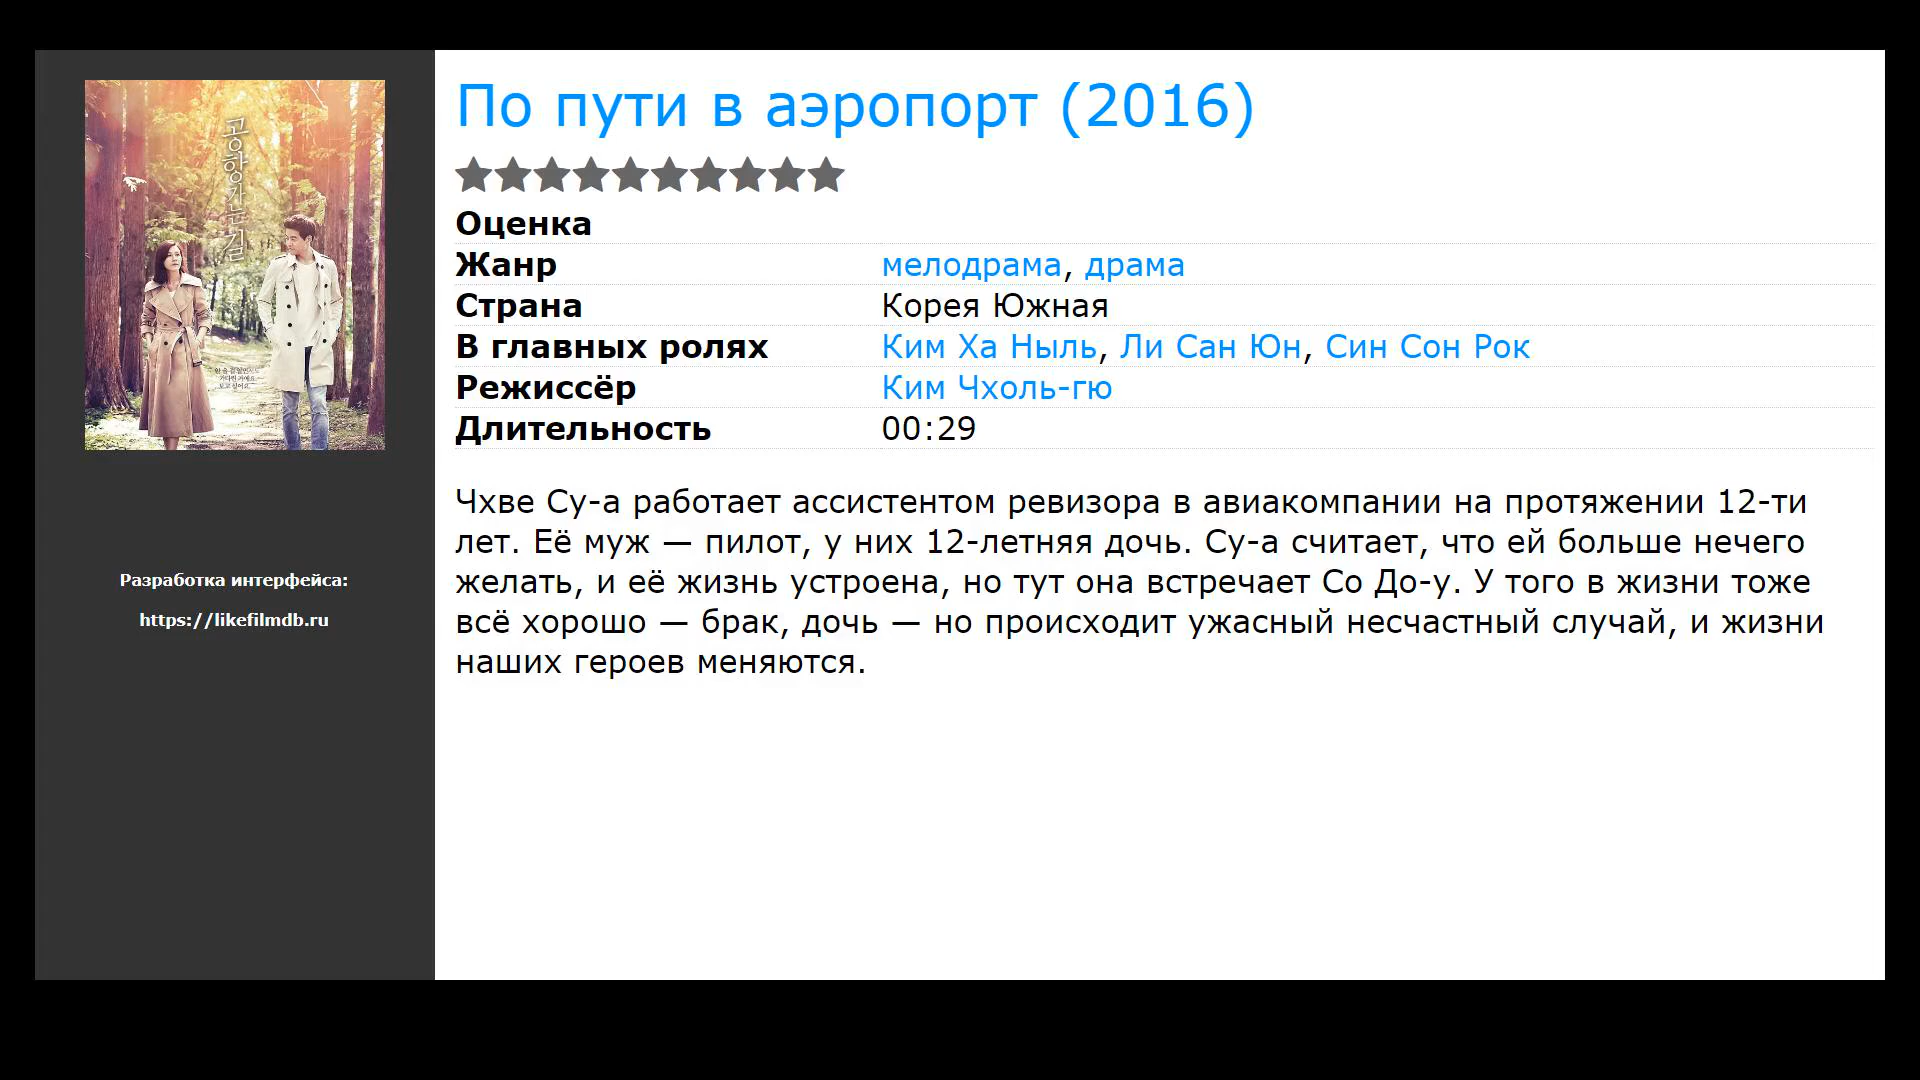 공항가는 길
По пути в аэропорт (2016)
Оценка
Жанр мелодрама, драма
Страна Корея Южная
В главных ролях Ким Ха Ныль, Ли Сан Юн, Син Сон Рок
Режиссёр Ким Чхоль-гю
Длительность 00:29
Чхве Су-а работает ассистентом ревизора в авиакомпании на протяжении 12-ти
лет. Её муж — пилот, у них 12-летняя дочь. Су-а считает, что ей больше нечего
желать, и её жизнь устроена, но тут она встречает Со До-у. У того в жизни тоже
всё хорошо — брак, дочь — но происходит ужасный несчастный случай, и жизни
наших героев меняются.
Разработка интерфейса:
https://likefilmdb.ru